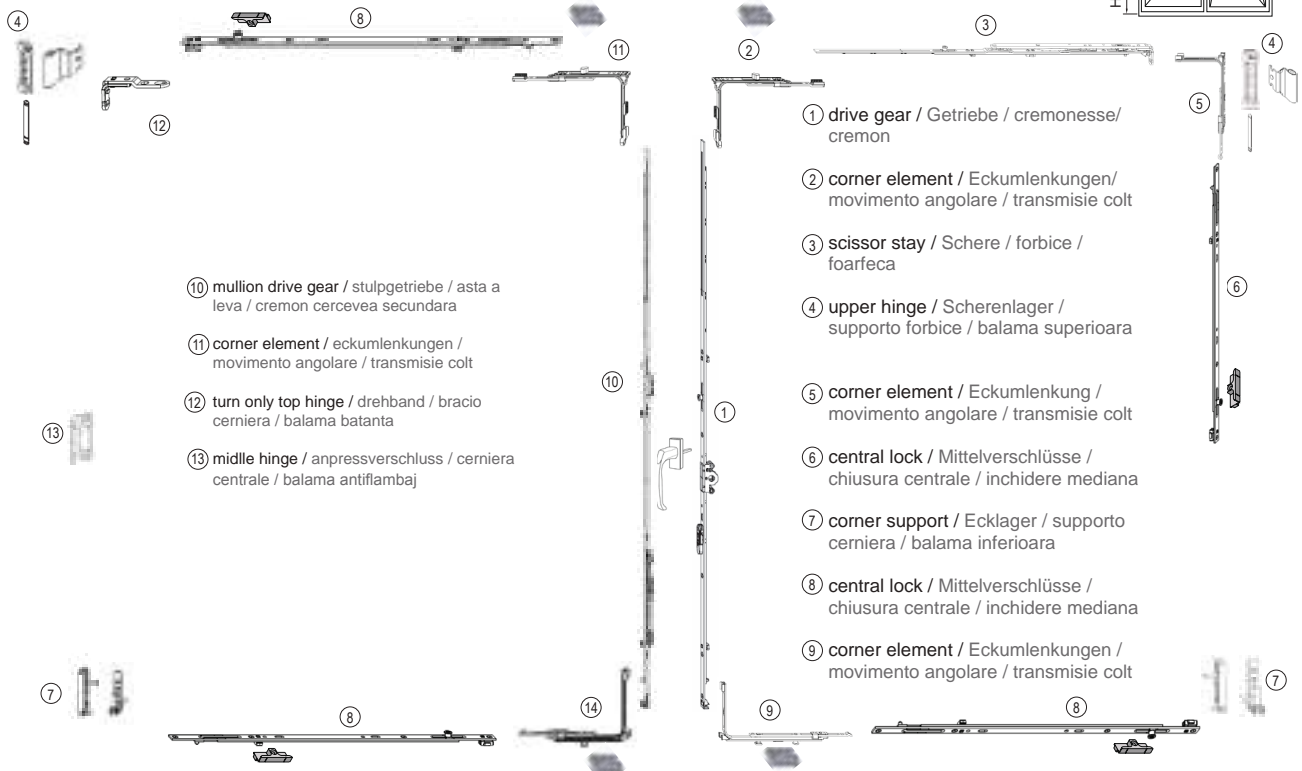 4
8
11
2
3
4
12
5
1 drive gear / Getriebe / cremonesse/
cremon
2 corner element / Eckumlenkungen/
movimento angolare / transmisie colt
3 scissor stay / Schere / forbice /
foarfeca
4 upper hinge / Scherenlager /
supporto forbice / balama superioara
5 corner element / Eckumlenkung /
movimento angolare / transmisie colt
6 central lock / Mittelverschlüsse /
chiusura centrale / inchidere mediana
7 corner support / Ecklager / supporto
cerniera / balama inferioara
8 central lock / Mittelverschlüsse /
chiusura centrale / inchidere mediana
9 corner element / Eckumlenkungen /
movimento angolare / transmisie colt
10 mullion drive gear / stulpgetriebe / asta a
leva / cremon cercevea secundara
11 corner element / eckumlenkungen /
movimento angolare / transmisie colt
12 turn only top hinge / drehband / bracio
cerniera / balama batanta
13 midlle hinge / anpressverschluss / cerniera
centrale / balama antiflambaj
6
10
1
13
7
8
14
9
8
7